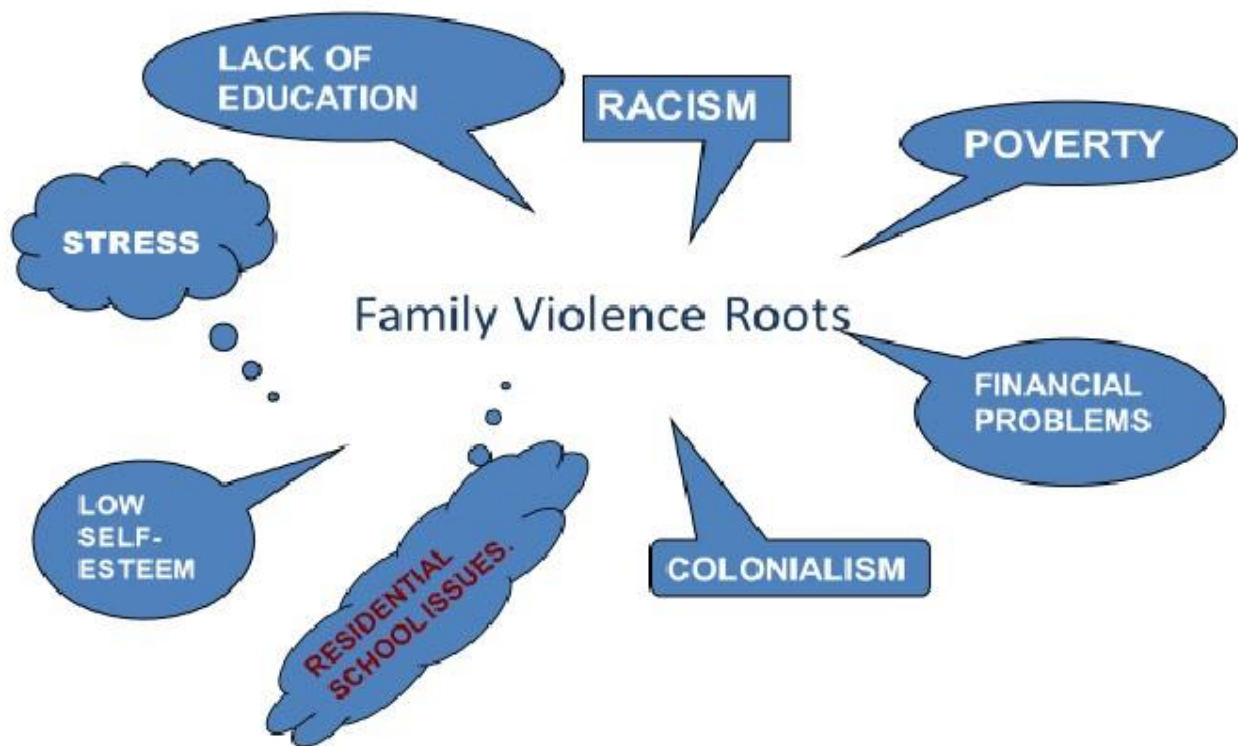 LACK OF
EDUCATION
RACISM
POVERTY
STRESS
Family Violence Roots
FINANCIAL
PROBLEMS
LOW
SELF-
ESTEEM
RESIDENTIAL
SCHOOL ISSUES.
COLONIALISM